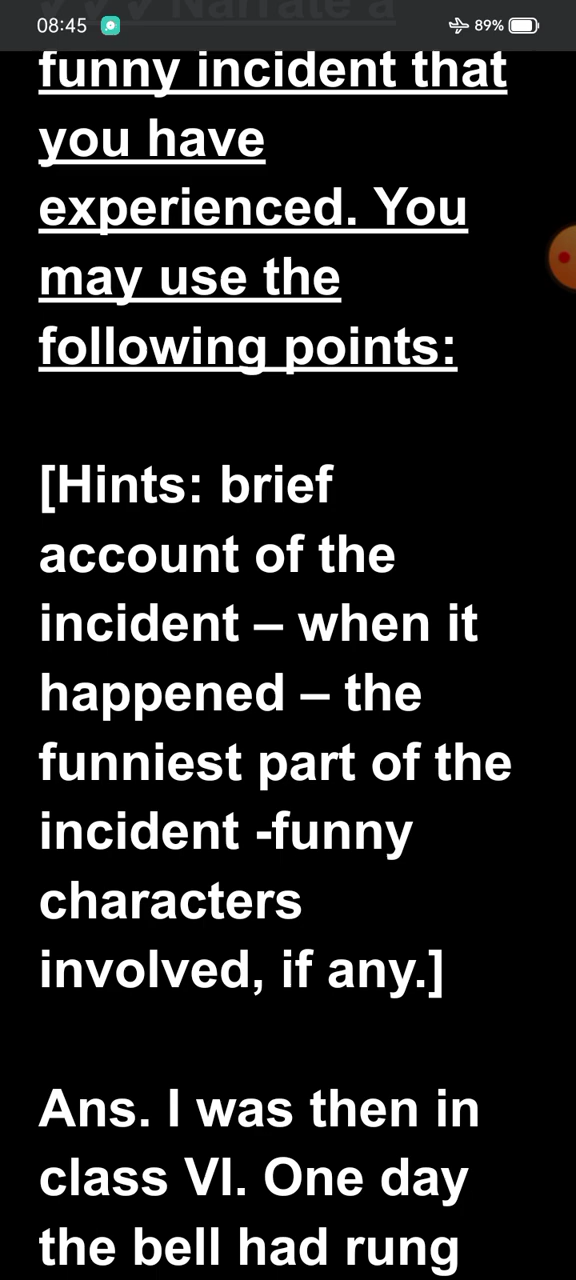 08:45 89%
Narrate a
funny incident that
you have
experienced. You
may use the
following points:
[Hints: brief
account of the
incident – when it
happened – the
funniest part of the
incident -funny
characters
involved, if any.]
Ans. I was then in
class VI. One day
the bell had rung